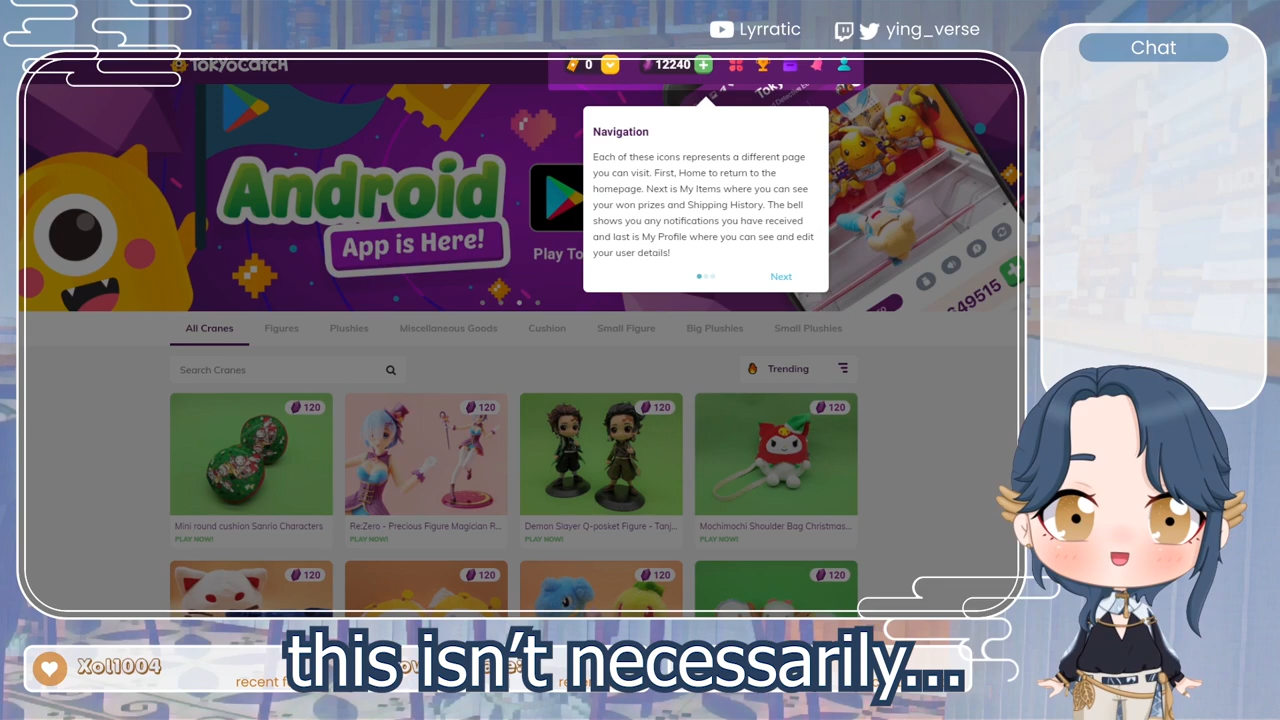 Lyrratic
ying_verse
Chat
TOKYOCATCH
0
12240
Android
App is Here!
Play To
Navigation
Each of these icons represents a different page
you can visit. First, Home to return to the
homepage. Next is My Items where you can see
your won prizes and Shipping History. The bell
shows you any notifications you have received
and last is My Profile where you can see and edit
your user details!
Next
649515
All Cranes
Figures
Plushies
Miscellaneous Goods
Cushion
Small Figure
Big Plushies
Small Plushies
Search Cranes
Trending
120
120
120
120
Mini round cushion Sanrio Characters
Re:Zero - Precious Figure Magician R...
Demon Slayer Q-posket Figure - Tanj...
Mochimochi Shoulder Bag Christmas...
PLAY NOW!
PLAY NOW!
PLAY NOW!
PLAY NOW!
120
120
120
120
this isn't necessarily...
Xol1004
recent